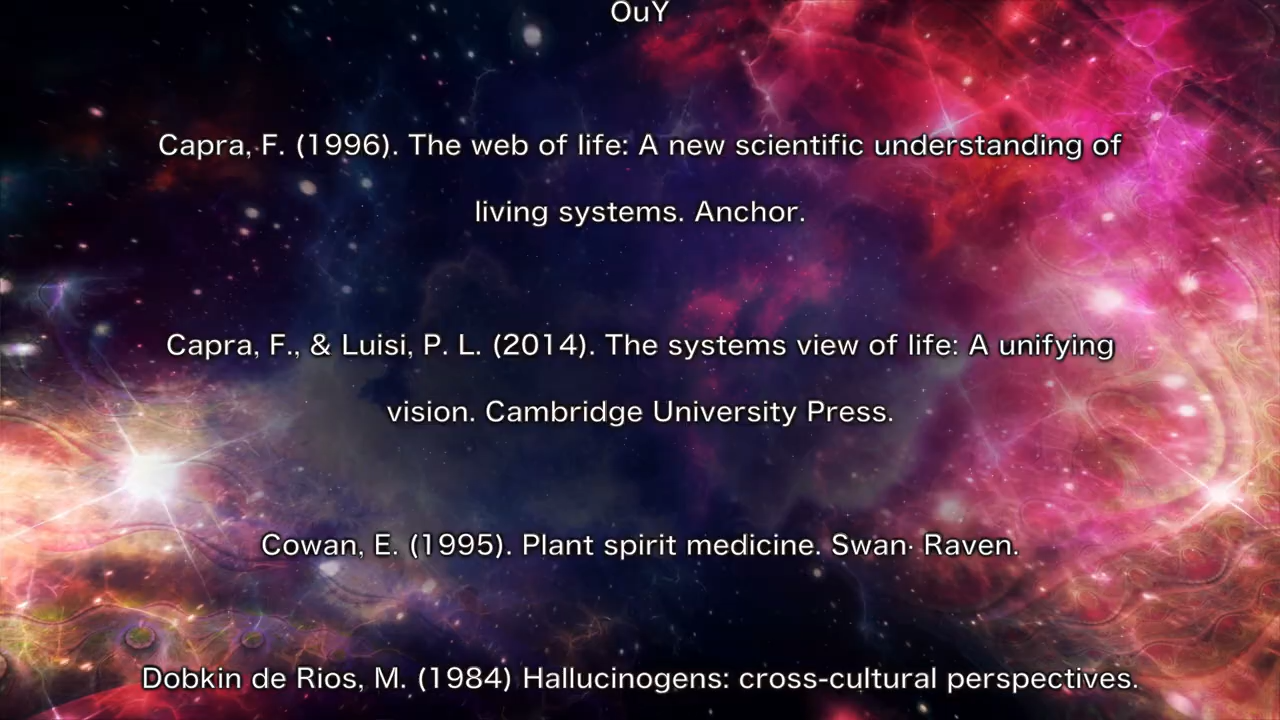 OuY
Capra, F. (1996). The web of life: A new scientific understanding of
living systems. Anchor.
Capra, F., & Luisi, P. L. (2014). The systems view of life: A unifying
vision. Cambridge University Press.
Cowan, E. (1995). Plant spirit medicine. Swan· Raven.
Dobkin de Rios, M. (1984) Hallucinogens: cross-cultural perspectives.